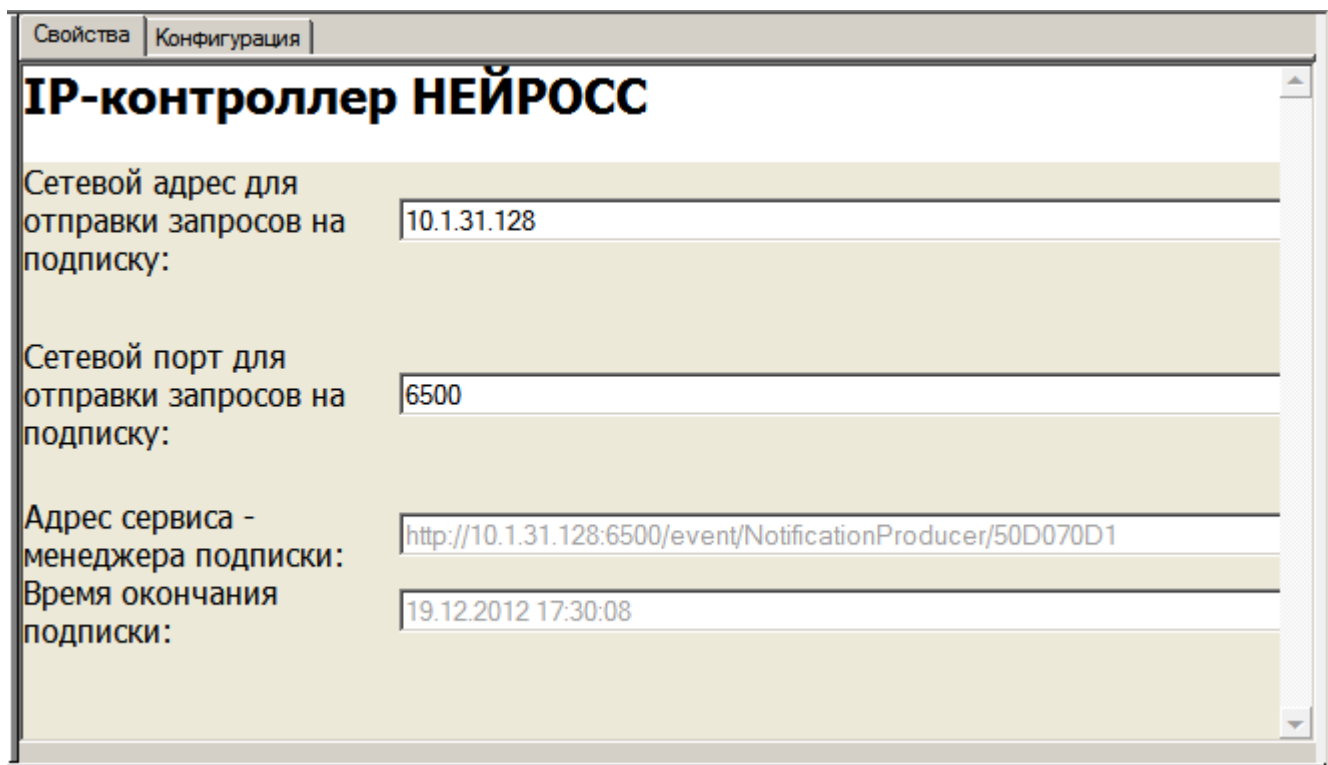 Свойства
Конфигурация
IP-контроллер НЕЙРОСС
Сетевой адрес для
отправки запросов на
подписку:
10.1.31.128
Сетевой порт для
отправки запросов на
подписку:
6500
Адрес сервиса -
менеджера подписки:
http://10.1.31.128:6500/event/NotificationProducer/50D070D1
Время окончания
подписки:
19.12.2012 17:30:08